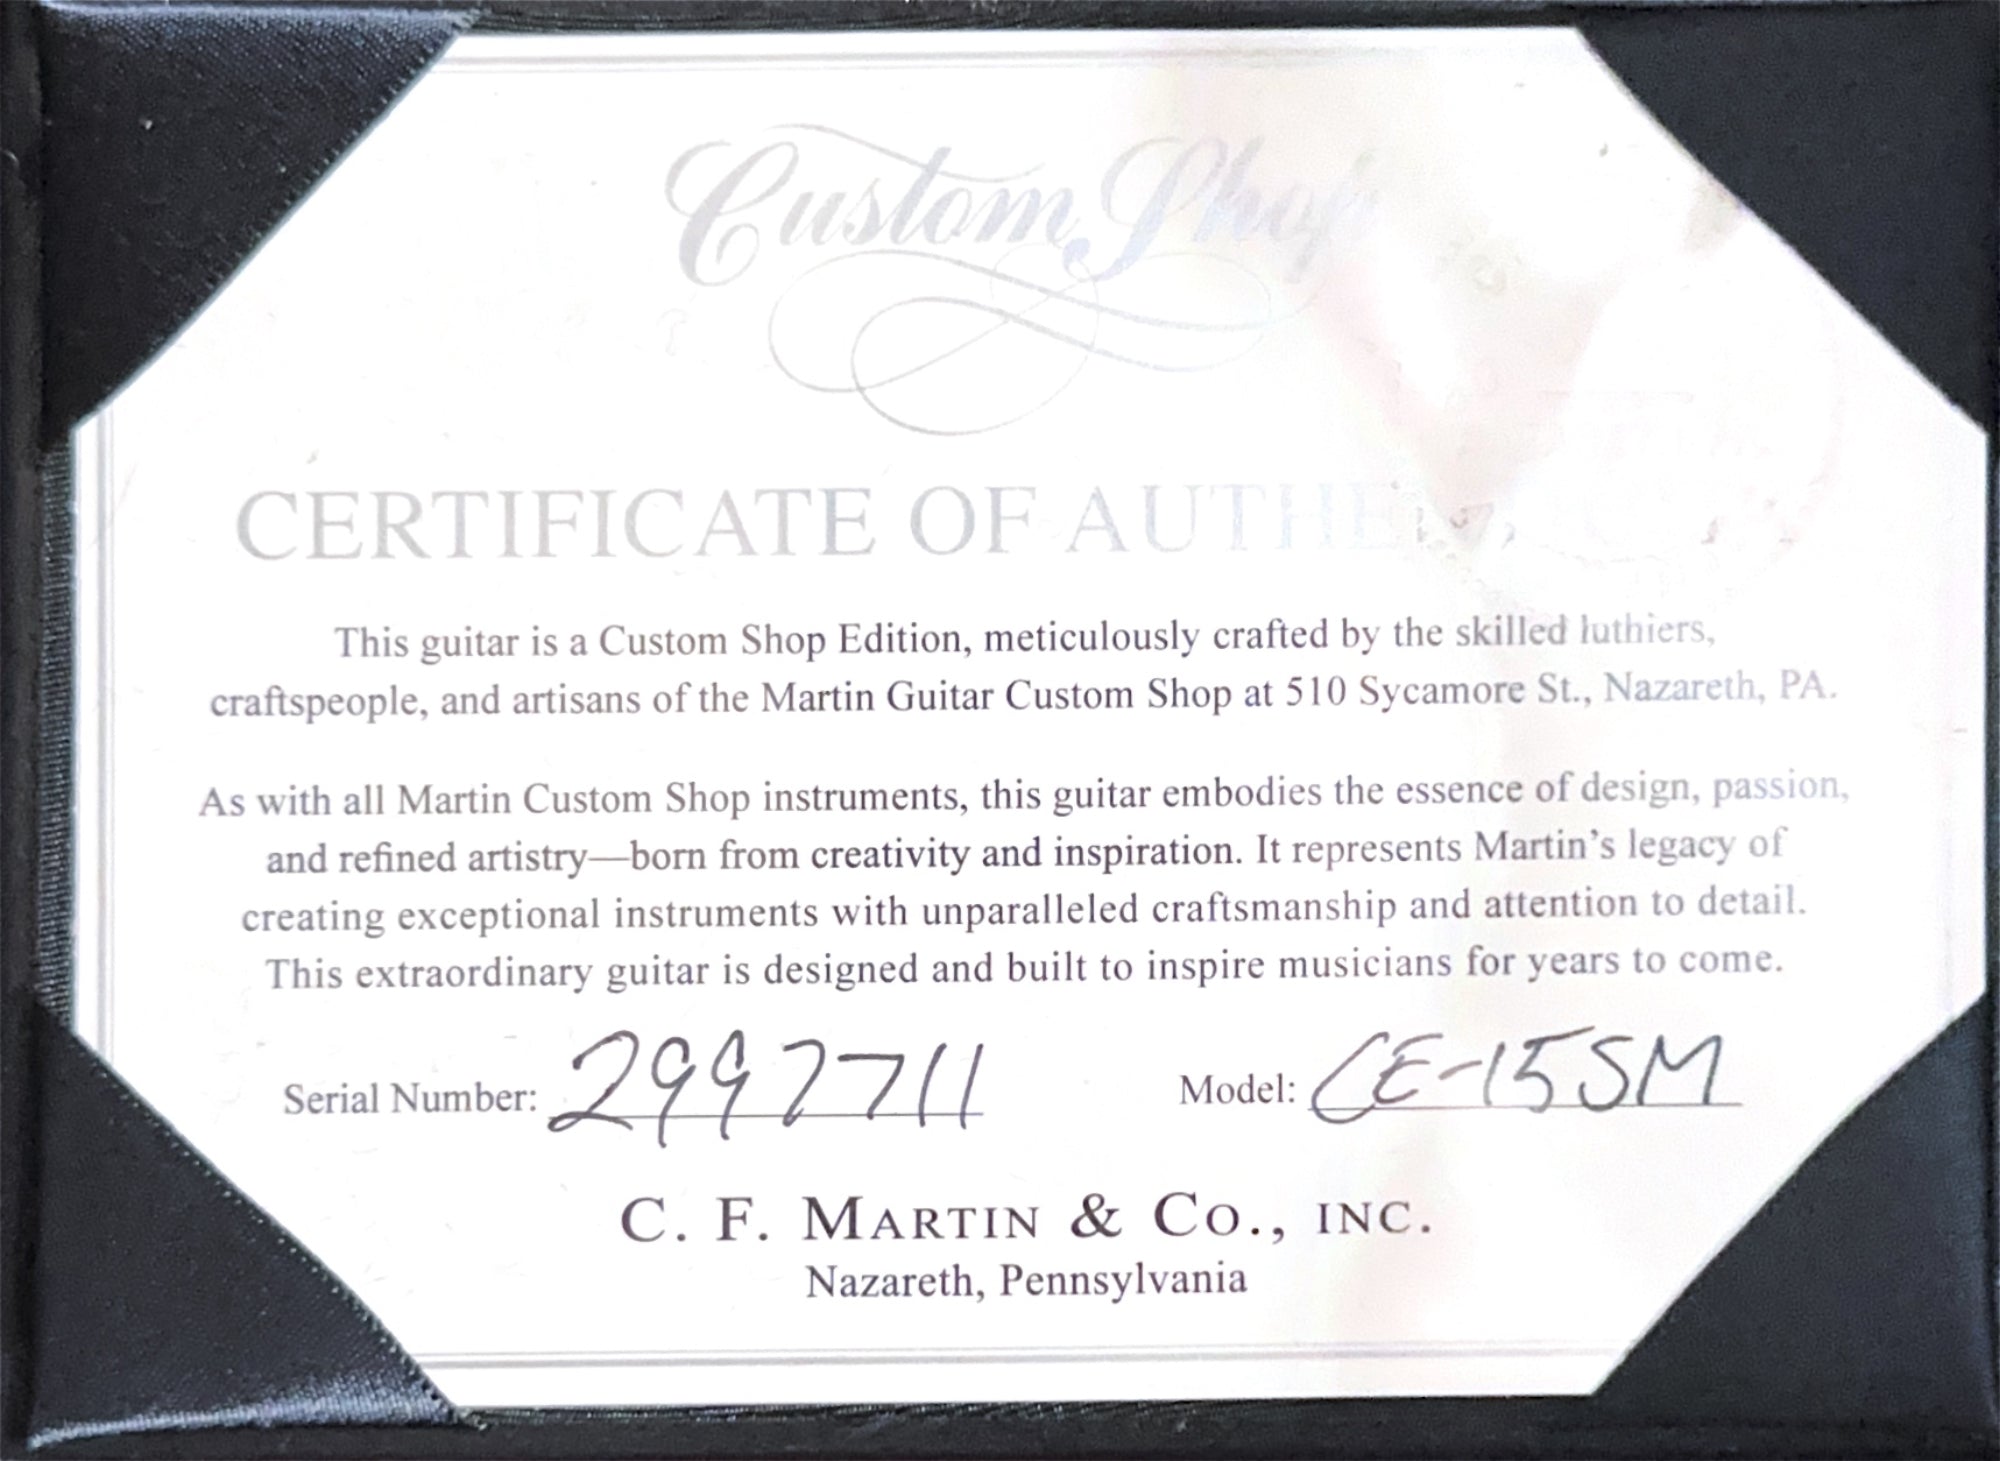 Custom Shop
CERTIFICATE OF
This guitar is a Custom Shop Edition, meticulously crafted by the skilled luthiers,
craftspeople, and artisans of the Martin Guitar Custom Shop at 510 Sycamore St., Nazareth, PA.
As with all Martin Custom Shop instruments, this guitar embodies the essence of design, passion,
and refined artistry—born from creativity and inspiration. It represents Martin's legacy of
creating exceptional instruments with unparalleled craftsmanship and attention to detail.
This extraordinary guitar is designed and built to inspire musicians for years to come.
Serial Number: 2997711 Model: CE-15SM
C. F. MARTIN & CO., INC.
Nazareth, Pennsylvania